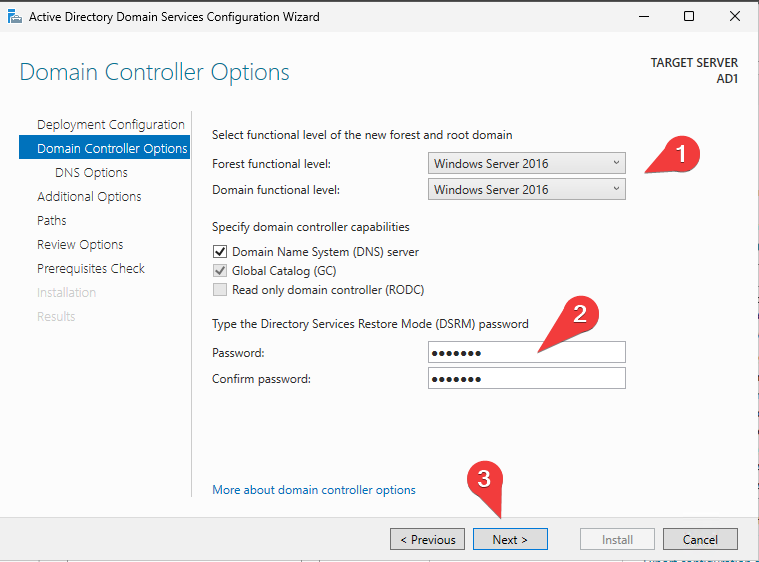 Active Directory Domain Services Configuration Wizard
Domain Controller Options
TARGET SERVER
AD1
Deployment Configuration
Domain Controller Options
DNS Options
Additional Options
Paths
Review Options
Prerequisites Check
Installation
Results
Select functional level of the new forest and root domain
Forest functional level: Windows Server 2016
1
Domain functional level: Windows Server 2016
Specify domain controller capabilities
Domain Name System (DNS) server
Global Catalog (GC)
Read only domain controller (RODC)
2
Type the Directory Services Restore Mode (DSRM) password
Password: ●●●●●●●
Confirm password: ●●●●●●●
3
More about domain controller options
< Previous Next > Install Cancel